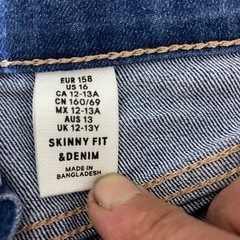 EUR 158
US 16
CA 12-13A
CN 160/69
MX 12-13A
AUS 13
UK 12-13Y
SKINNY FIT
&DENIM
MADE IN
BANGLADESH